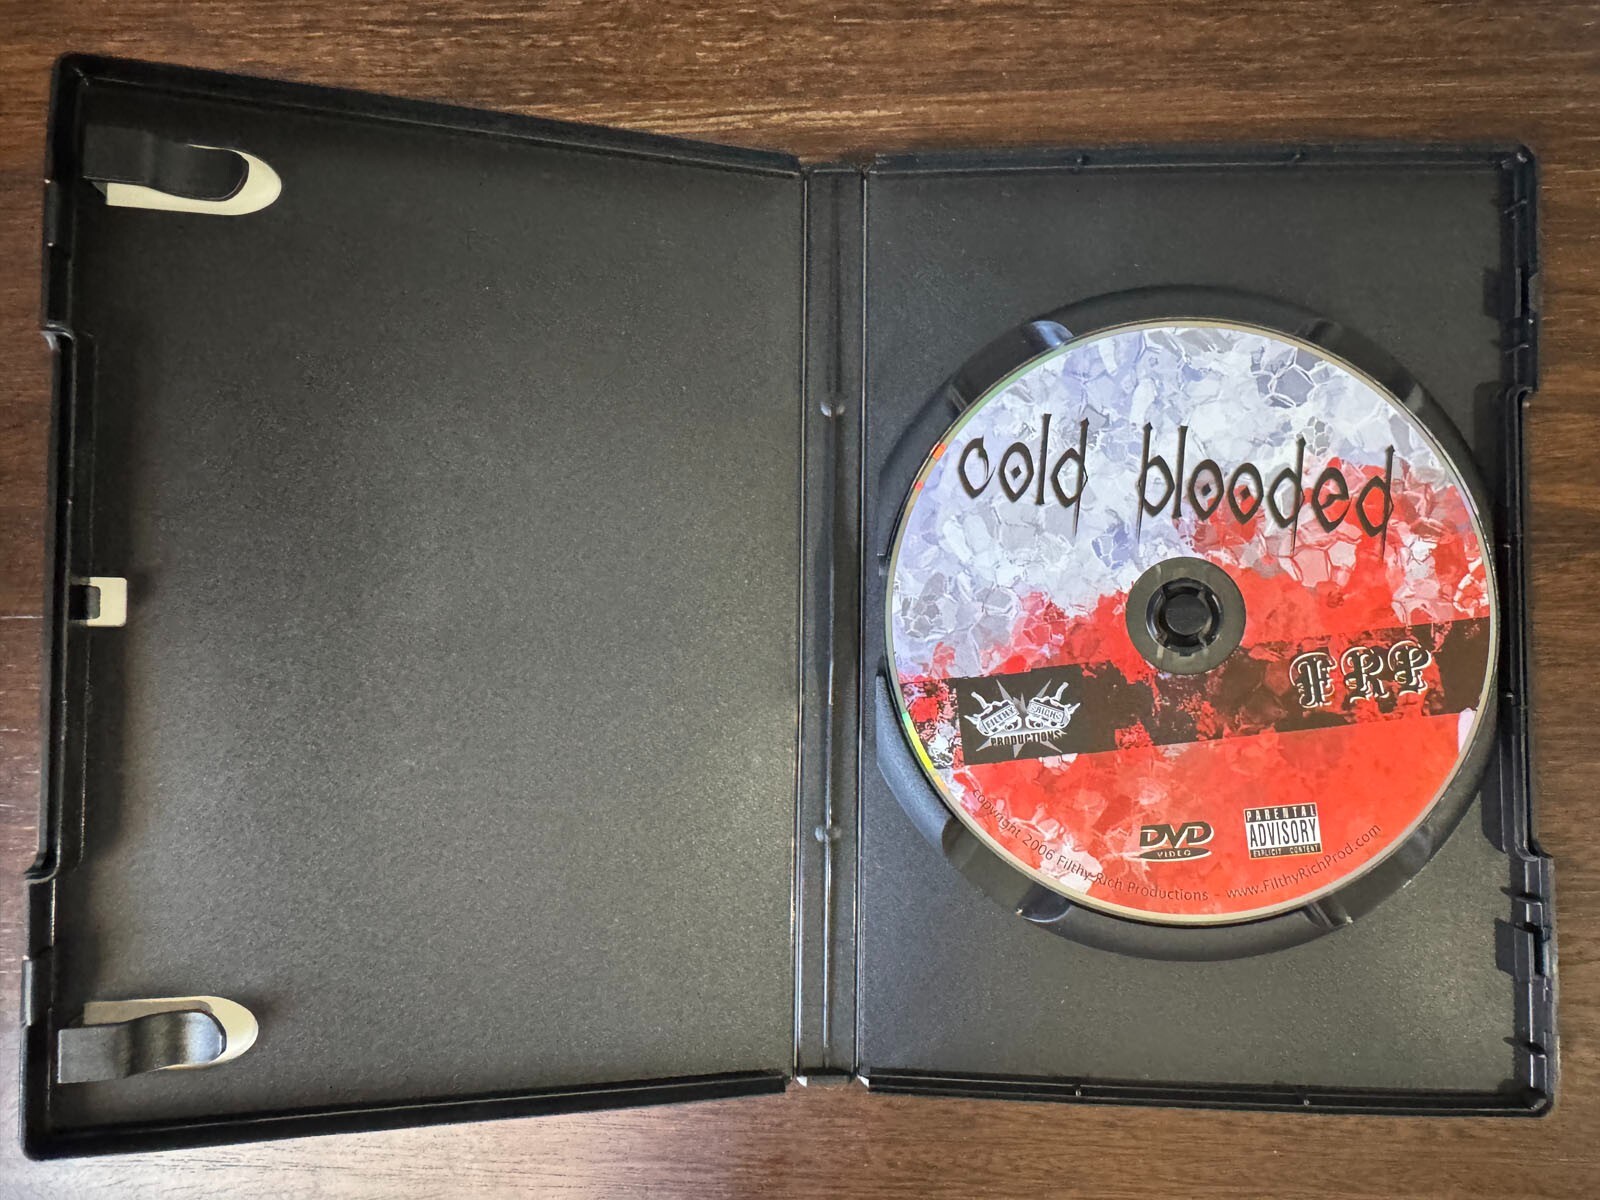 cold blooded
FRP
FILTHY RICH
PRODUCTIONS
DVD
VIDEO
PARENTAL
ADVISORY
EXPLICIT CONTENT
copyright 2006 Filthy Rich Productions - www.FilthyRichProd.com